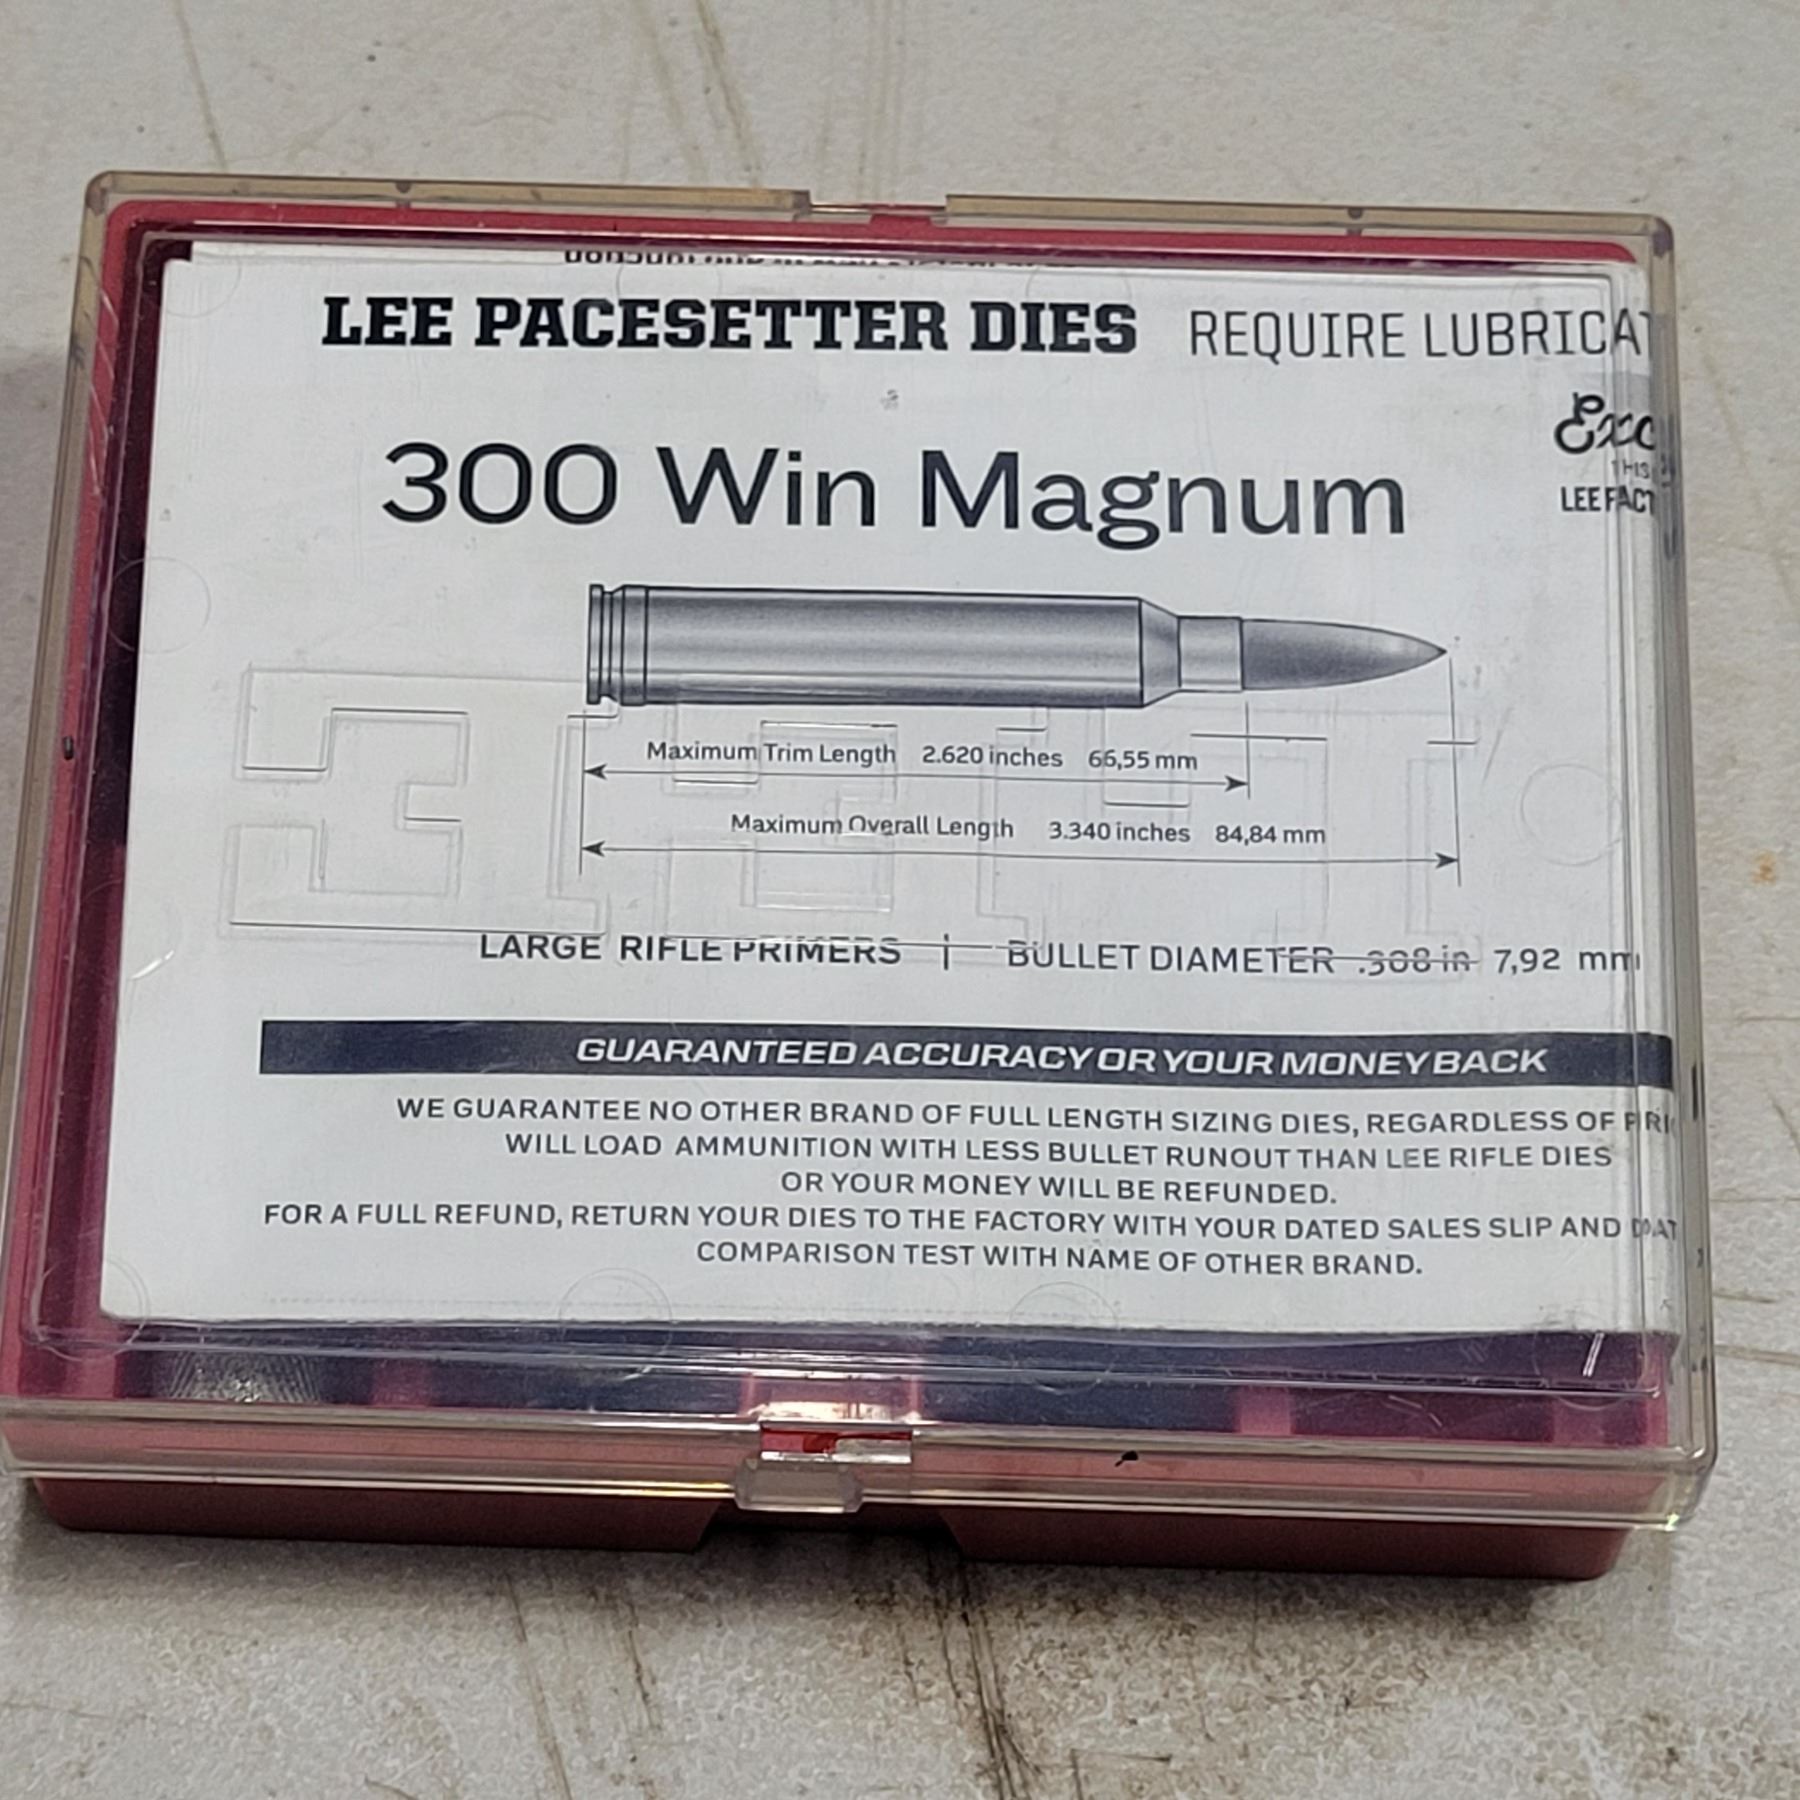 LEE PACESETTER DIES REQUIRE LUBRICAT
300 Win Magnum
Exc
THIS
LEE FACT
Maximum Trim Length 2.620 inches 66,55 mm
Maximum Overall Length 3.340 inches 84,84 mm
LARGE RIFLE PRIMERS | BULLET DIAMETER .308 in 7,92 mm
GUARANTEED ACCURACY OR YOUR MONEY BACK
WE GUARANTEE NO OTHER BRAND OF FULL LENGTH SIZING DIES, REGARDLESS OF PRIC
WILL LOAD AMMUNITION WITH LESS BULLET RUNOUT THAN LEE RIFLE DIES
OR YOUR MONEY WILL BE REFUNDED.
FOR A FULL REFUND, RETURN YOUR DIES TO THE FACTORY WITH YOUR DATED SALES SLIP AND DAT
COMPARISON TEST WITH NAME OF OTHER BRAND.